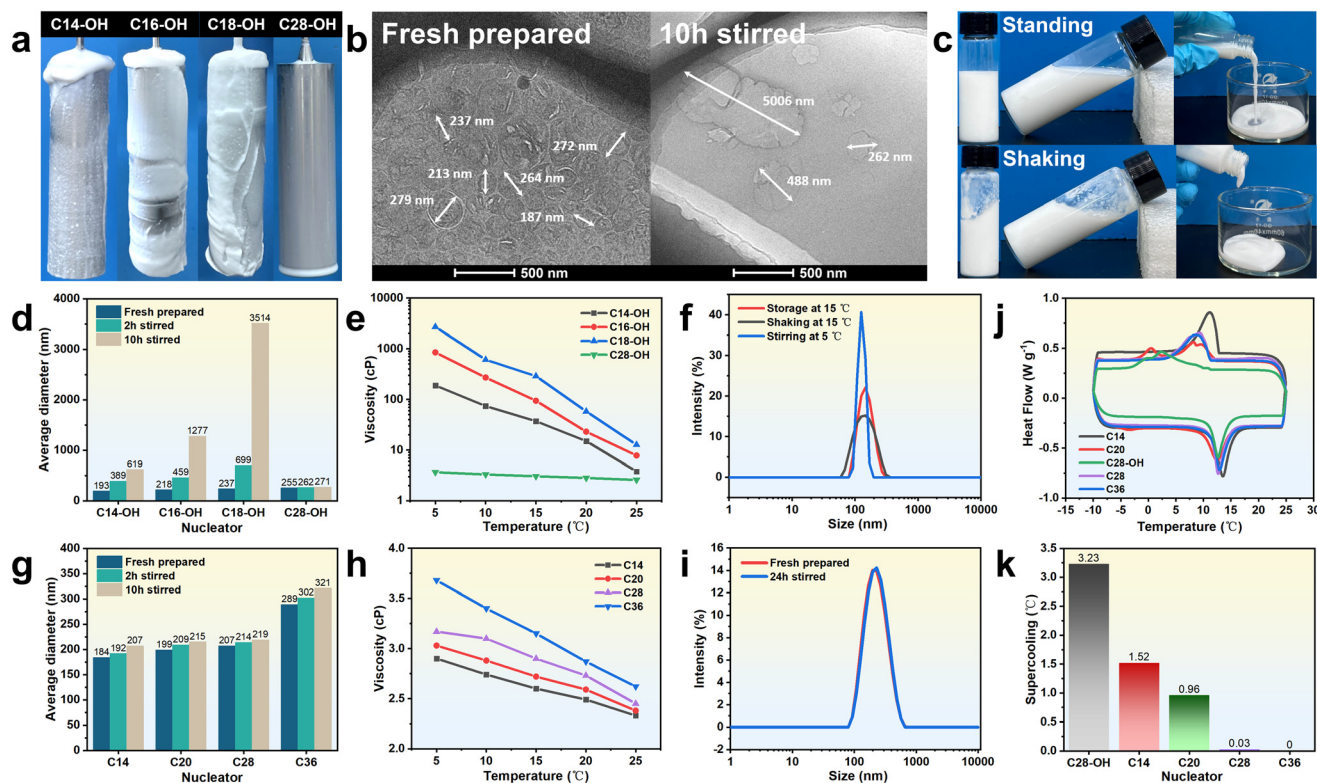 a
C14-OH C16-OH C18-OH C28-OH
b
Fresh prepared
237 nm
272 nm
213 nm
264 nm
279 nm
187 nm
500 nm
10h stirred
5006 nm
262 nm
488 nm
500 nm
c
Standing
Shaking
d
Average diameter (nm)
4000
3200
2400
1600
1000
500
0
Fresh prepared
2h stirred
10h stirred
193 389 619
218 459 1277
237 699 3514
255 262 271
C14-OH C16-OH C18-OH C28-OH
Nucleator
e
Viscosity (cP)
10000
1000
100
10
1
C14-OH
C16-OH
C18-OH
C28-OH
5 10 15 20 25
Temperature (℃)
f
Intensity (%)
40
30
20
10
0
Storage at 15 ℃
Shaking at 15 ℃
Stirring at 5 ℃
1 10 100 1000 10000
Size (nm)
j
Heat Flow (W g⁻¹)
1.0
0.5
0.0
-0.5
-1.0
C14
C20
C28-OH
C28
C36
-15 -10 -5 0 5 10 15 20 25 30
Temperature (℃)
g
Average diameter (nm)
400
350
300
250
200
150
100
50
0
Fresh prepared
2h stirred
10h stirred
184 192 207
199 209 215
207 214 219
289 302 321
C14 C20 C28 C36
Nucleator
h
Viscosity (cP)
4.0
3.5
3.0
2.5
2.0
C14
C20
C28
C36
5 10 15 20 25
Temperature (℃)
i
Intensity (%)
16
14
12
10
8
6
4
2
0
-2
Fresh prepared
24h stirred
1 10 100 1000 10000
Size (nm)
k
Supercooling (℃)
3.5
3.0
2.5
2.0
1.5
1.0
0.5
0.0
3.23
1.52
0.96
0.03
0
C28-OH C14 C20 C28 C36
Nucleator